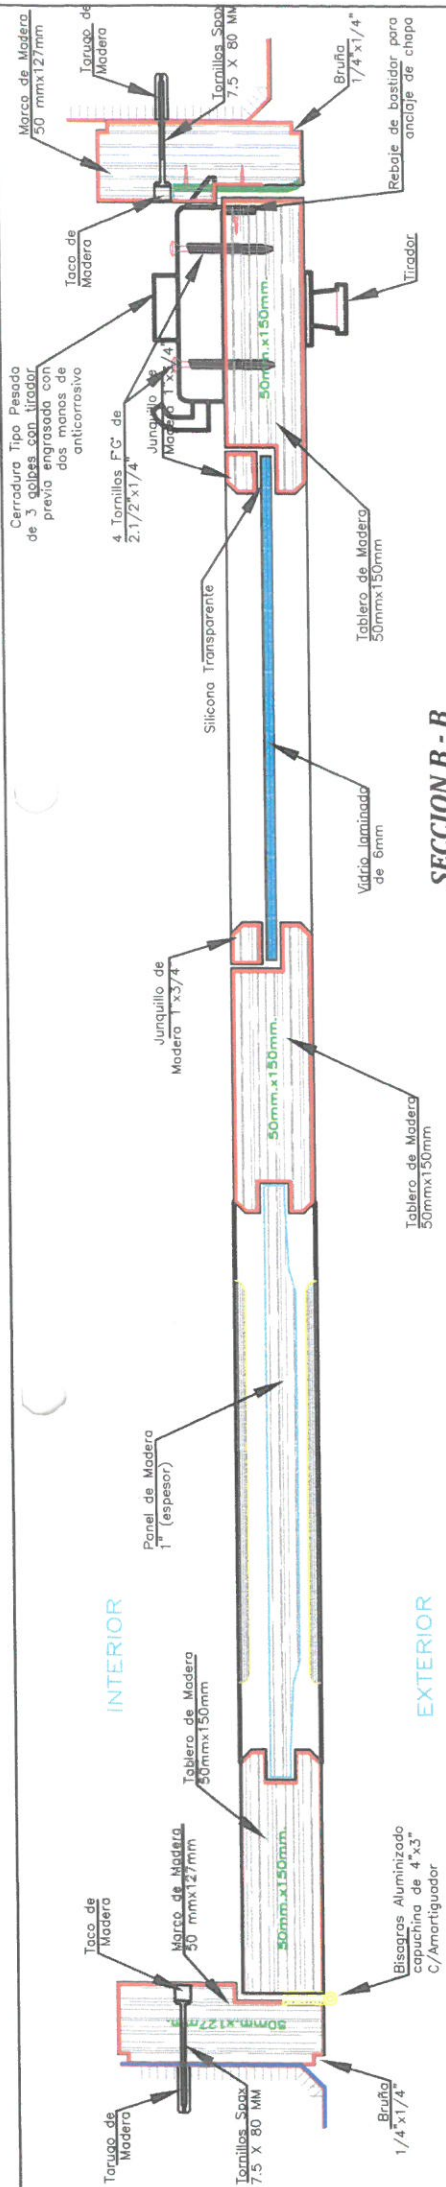 Tarugo de
Madera
Taco de
Madera
Marco de Madera
50 mmx127mm
50mm.x127mm.
Tornillos Spax
7.5 X 80 MM
Bruña
1/4"x1/4"
Bisagras Aluminizado
capuchina de 4"x3"
C/Amortiguador
INTERIOR
EXTERIOR
Tablero de Madera
50mmx150mm
50mm.x150mm.
Panel de Madera
1" (espesor)
Tablero de Madera
50mmx150mm
50mm.x150mm.
Junquillo de
Madera 1"x3/4"
Vidrio laminado
de 6mm
Silicona Transparente
SECCION B - B
Junquillo de
Madera 1"x3/4"
4 Tornillos F°G° de
2.1/2"x1/4"
Cerradura Tipo Pesada
de 3 golpes con tirador
previa engrasada con
dos manos de
anticorrosivo
Tablero de Madera
50mmx150mm
50mm.x150mm.
Tirador
Rebaje de bastidor para
anclaje de chapa
Taco de
Madera
Marco de Madera
50 mmx127mm
Tarugo de
Madera
Tornillos Spax
7.5 X 80 MM
Bruña
1/4"x1/4"